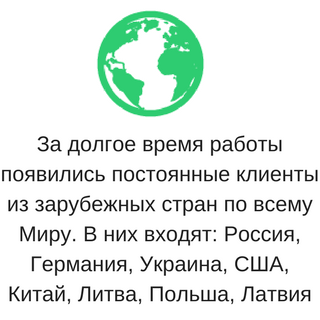 За долгое время работы
появились постоянные клиенты
из зарубежных стран по всему
Миру. В них входят: Россия,
Германия, Украина, США,
Китай, Литва, Польша, Латвия